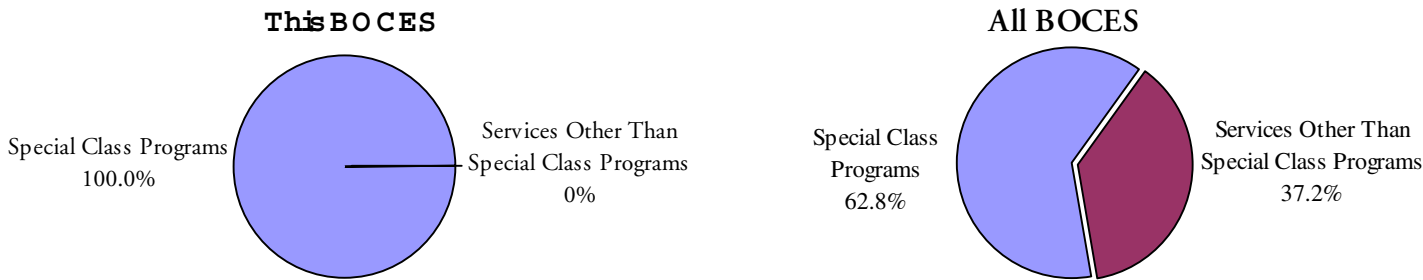 This BOCES
Special Class Programs
100.0%
Services Other Than
Special Class Programs
0%
All BOCES
Special Class
Programs
62.8%
Services Other Than
Special Class Programs
37.2%